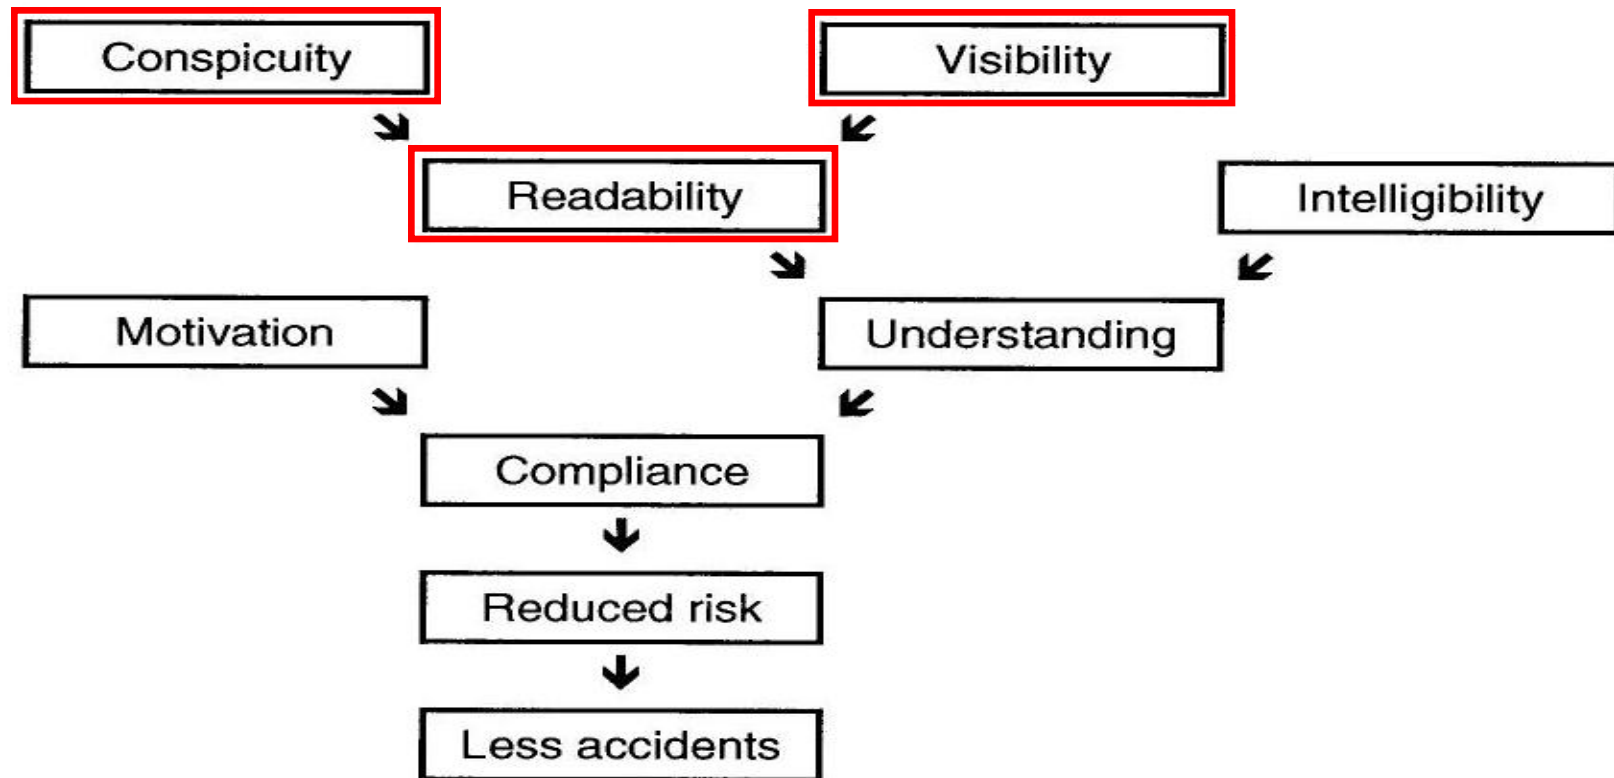 Conspicuity
Visibility
Readability
Intelligibility
Motivation
Understanding
Compliance
Reduced risk
Less accidents